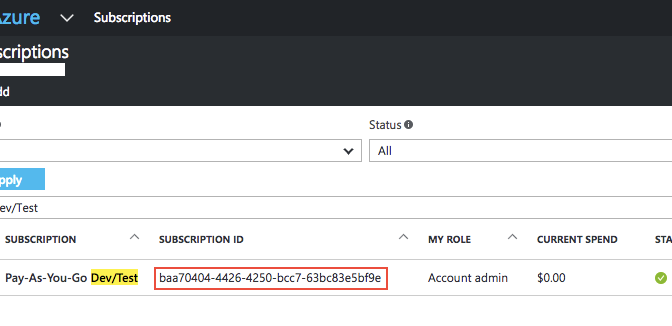 Azure Subscriptions
scriptions
dd
Status
All
pply
ev/Test
SUBSCRIPTION SUBSCRIPTION ID MY ROLE CURRENT SPEND STA
Pay-As-You-Go Dev/Test baa70404-4426-4250-bcc7-63bc83e5bf9e Account admin $0.00